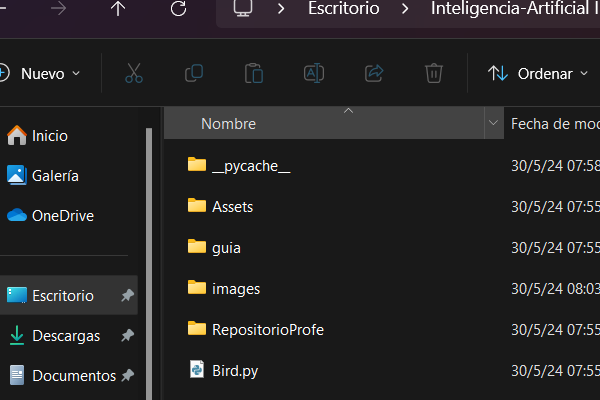 Escritorio > Inteligencia-Artificial I
Nuevo Ordenar
Nombre Fecha de mod
Inicio
Galería
OneDrive
Escritorio
Descargas
Documentos
__pycache__ 30/5/24 07:58
Assets 30/5/24 07:55
guia 30/5/24 07:55
images 30/5/24 08:03
RepositorioProfe 30/5/24 07:55
Bird.py 30/5/24 07:55